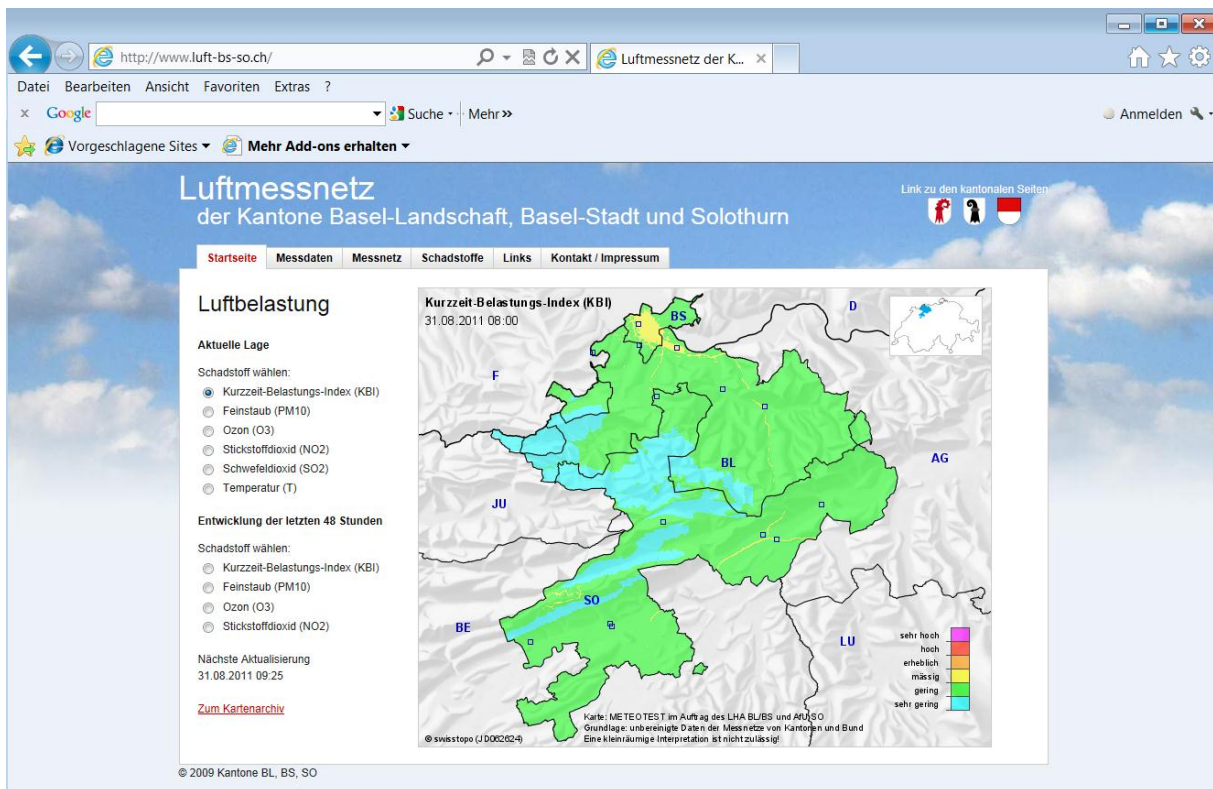 http://www.luft-bs-so.ch/
Luftmessnetz der K...
Datei Bearbeiten Ansicht Favoriten Extras ?
x Google Suche Mehr » Anmelden
Vorgeschlagene Sites Mehr Add-ons erhalten
Luftmessnetz
der Kantone Basel-Landschaft, Basel-Stadt und Solothurn
Link zu den kantonalen Seiten
Startseite Messdaten Messnetz Schadstoffe Links Kontakt / Impressum
Luftbelastung
Aktuelle Lage
Schadstoff wählen:
Kurzzeit-Belastungs-Index (KBI)
Feinstaub (PM10)
Ozon (O3)
Stickstoffdioxid (NO2)
Schwefeldioxid (SO2)
Temperatur (T)
Entwicklung der letzten 48 Stunden
Schadstoff wählen:
Kurzzeit-Belastungs-Index (KBI)
Feinstaub (PM10)
Ozon (O3)
Stickstoffdioxid (NO2)
Nächste Aktualisierung
31.08.2011 09:25
Zum Kartenarchiv
Kurzzeit-Belastungs-Index (KBI)
31.08.2011 08:00
BS
D
F
BL
AG
JU
SO
BE
LU
sehr hoch
hoch
erheblich
mässig
gering
sehr gering
Karte: METEOTEST im Auftrag des LHA BL/BS und AfU SO
Grundlage: unbereinigte Daten der Messnetze von Kantonen und Bund
© swisstopo (JD062624) Eine kleinräumige Interpretation ist nicht zulässig!
© 2009 Kantone BL, BS, SO